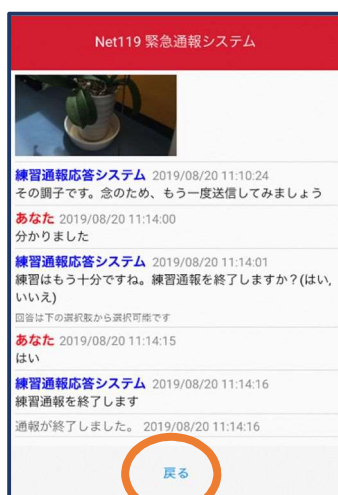 Net119 緊急通報システム
練習通報応答システム 2019/08/20 11:10:24
その調子です。念のため、もう一度送信してみましょう
あなた 2019/08/20 11:14:00
分かりました
練習通報応答システム 2019/08/20 11:14:01
練習はもう十分ですね。練習通報を終了しますか？(はい,
いいえ)
回答は下の選択肢から選択可能です
あなた 2019/08/20 11:14:15
はい
練習通報応答システム 2019/08/20 11:14:16
練習通報を終了します
通報が終了しました。 2019/08/20 11:14:16
戻る